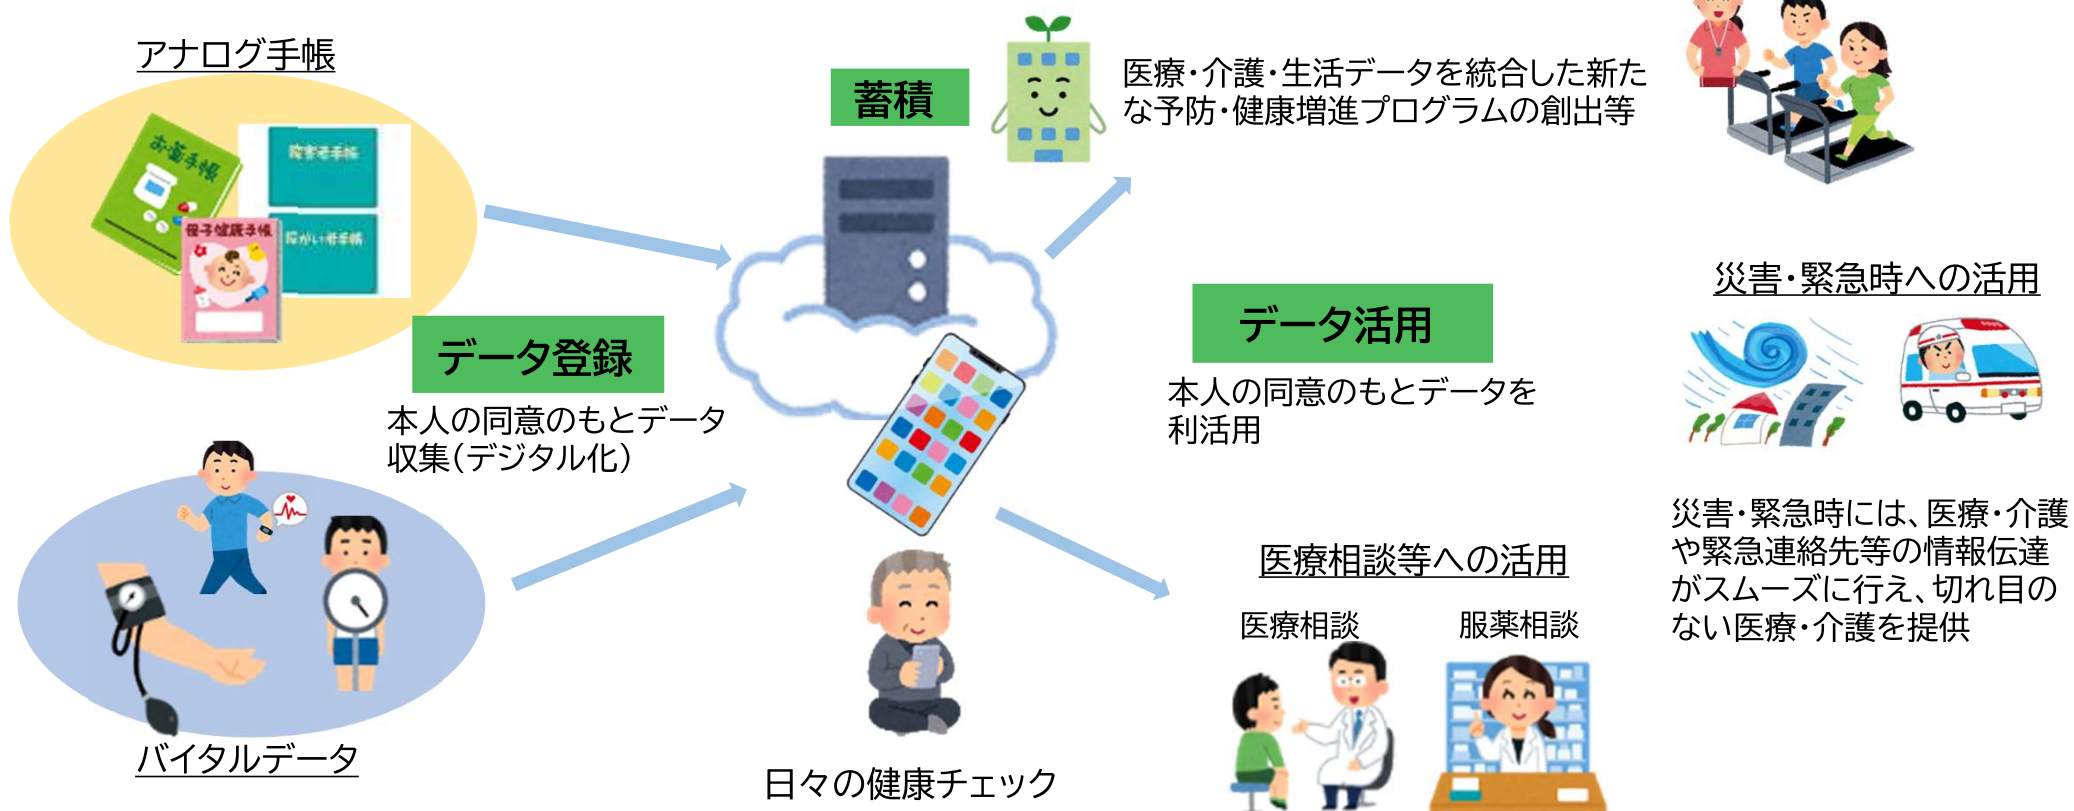 アナログ手帳
お薬手帳
障害者手帳
母子健康手帳
障がい者手帳
データ登録
本人の同意のもとデータ
収集（デジタル化）
バイタルデータ
蓄積
医療・介護・生活データを統合した新た
な予防・健康増進プログラムの創出等
日々の健康チェック
データ活用
本人の同意のもとデータを
利活用
医療相談等への活用
医療相談
服薬相談
災害・緊急時への活用
災害・緊急時には、医療・介護
や緊急連絡先等の情報伝達
がスムーズに行え、切れ目の
ない医療・介護を提供